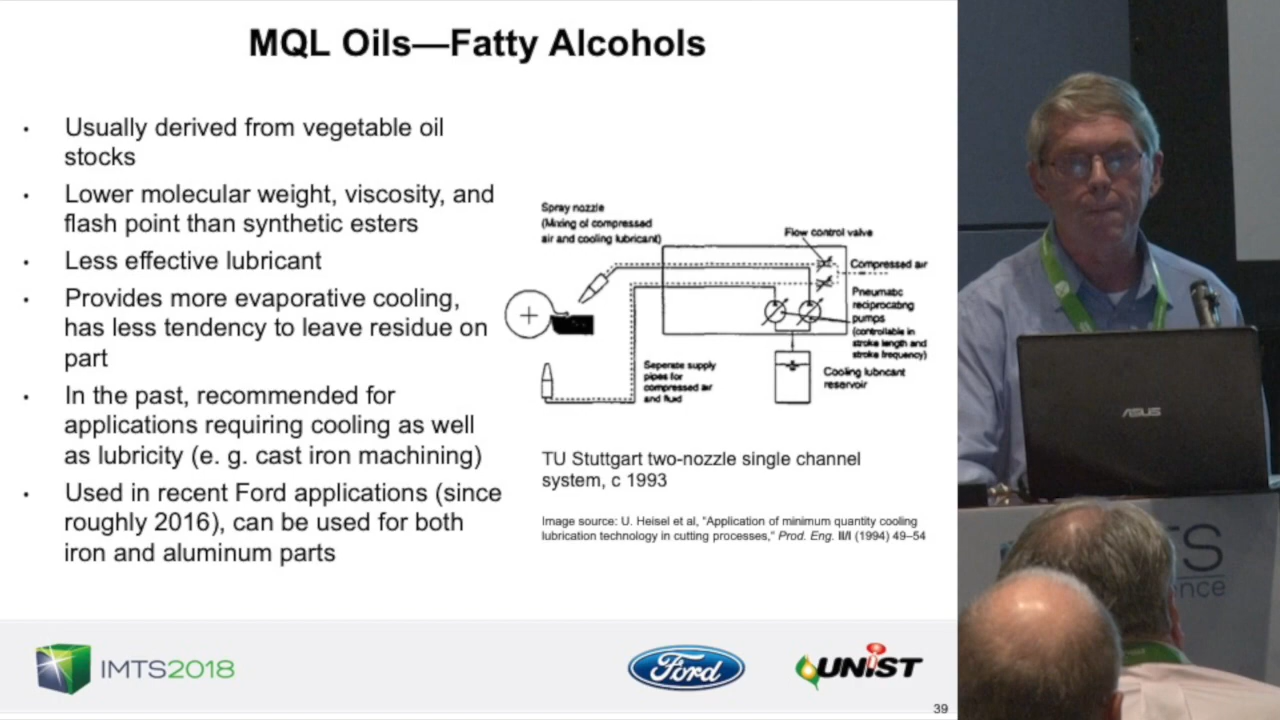 MQL Oils—Fatty Alcohols
• Usually derived from vegetable oil
stocks
• Lower molecular weight, viscosity, and
flash point than synthetic esters
• Less effective lubricant
• Provides more evaporative cooling,
has less tendency to leave residue on
part
• In the past, recommended for
applications requiring cooling as well
as lubricity (e. g. cast iron machining)
• Used in recent Ford applications (since
roughly 2016), can be used for both
iron and aluminum parts
Spray nozzle
(Mixing of compressed
air and cooling lubricant)
Flow control valve
Compressed air
Pneumatic
reciprocating
pumps
(controllable in
stroke length and
stroke frequency)
Seperate supply
pipes for
compressed air
and fluid
Cooling lubricant
reservoir
TU Stuttgart two-nozzle single channel
system, c 1993
Image source: U. Heisel et al, "Application of minimum quantity cooling
lubrication technology in cutting processes," Prod. Eng. II/I (1994) 49–54
IMTS2018
Ford
UNIST
39
ASUS